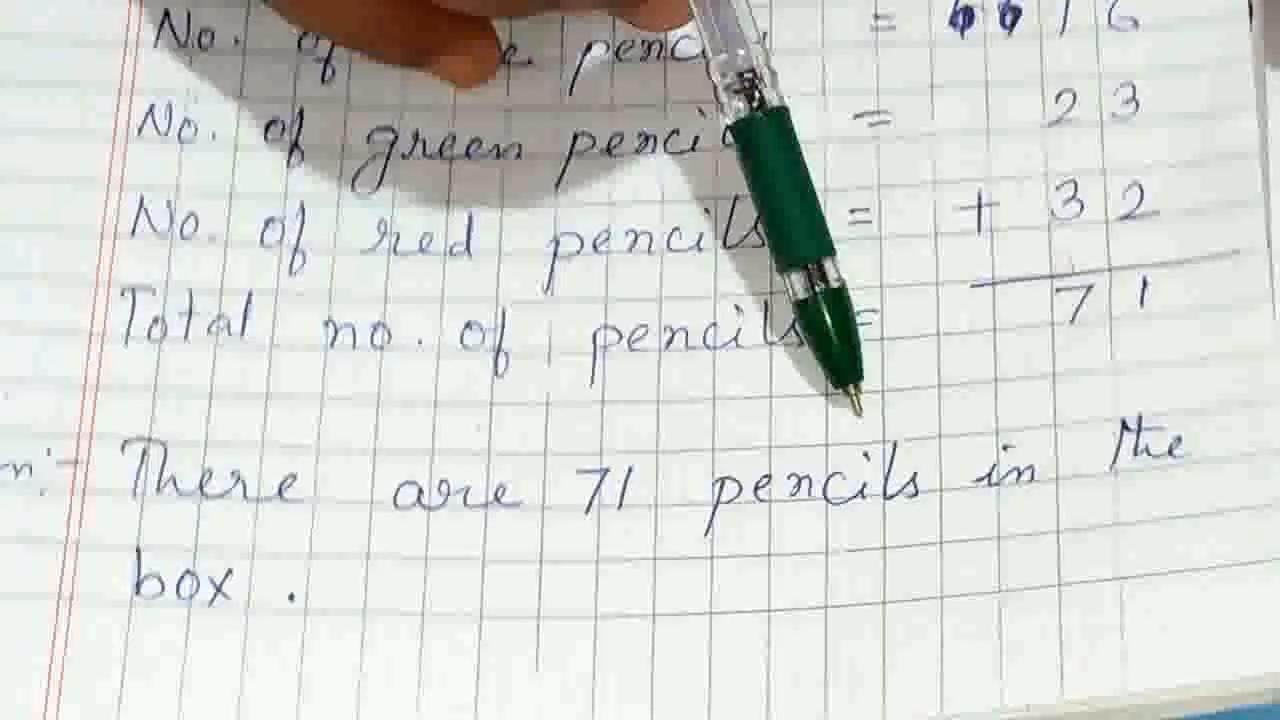 No. of pencil = 16
No. of green pencil = 23
No. of red pencils = + 32
Total no. of pencils = 71
There are 71 pencils in the
box.